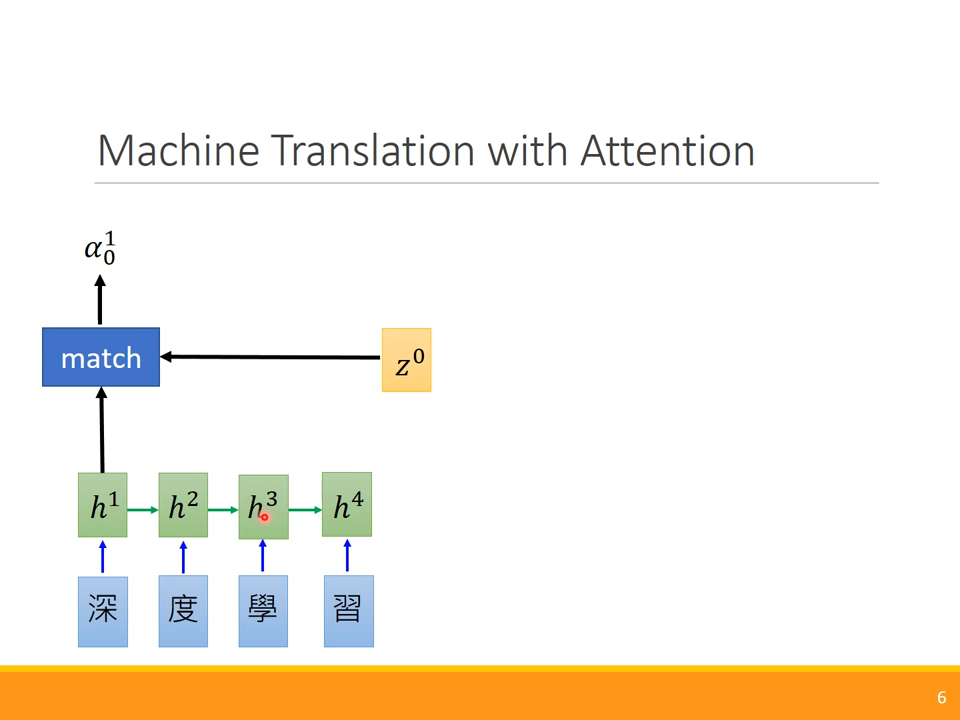 Machine Translation with Attention
α₀¹
match
z⁰
h¹ h² h³ h⁴
深 度 學 習
6